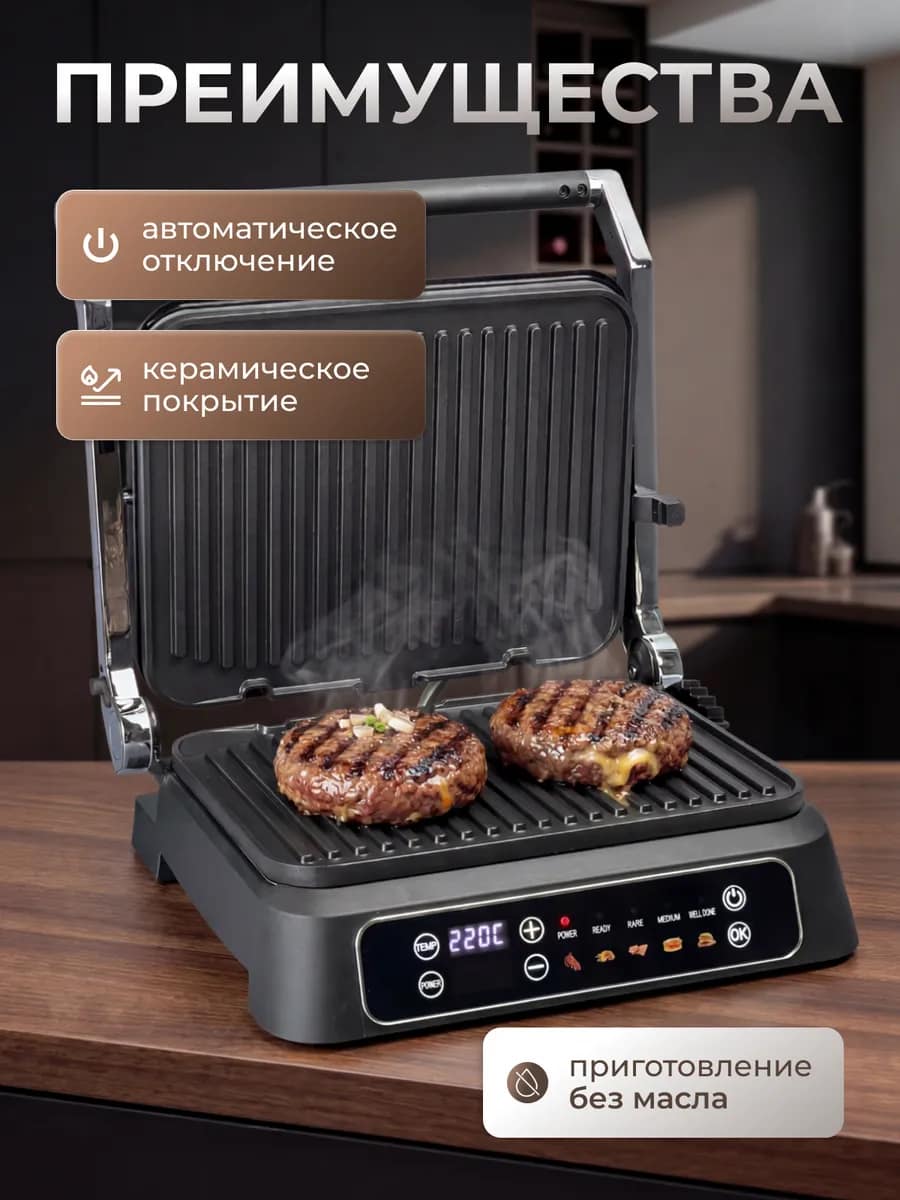 ПРЕИМУЩЕСТВА
автоматическое
отключение
керамическое
покрытие
TEMP
220C
POWER
POWER
READY
RARE
MEDIUM
WELL DONE
OK
приготовление
без масла